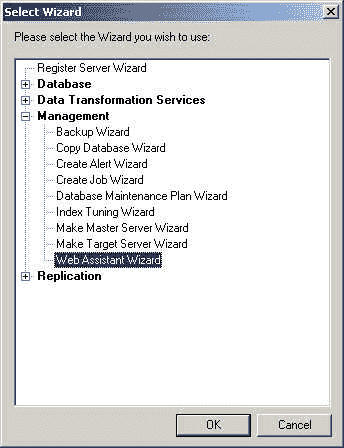 Select Wizard
Please select the Wizard you wish to use:
Register Server Wizard
Database
Data Transformation Services
Management
Backup Wizard
Copy Database Wizard
Create Alert Wizard
Create Job Wizard
Database Maintenance Plan Wizard
Index Tuning Wizard
Make Master Server Wizard
Make Target Server Wizard
Web Assistant Wizard
Replication
OK Cancel